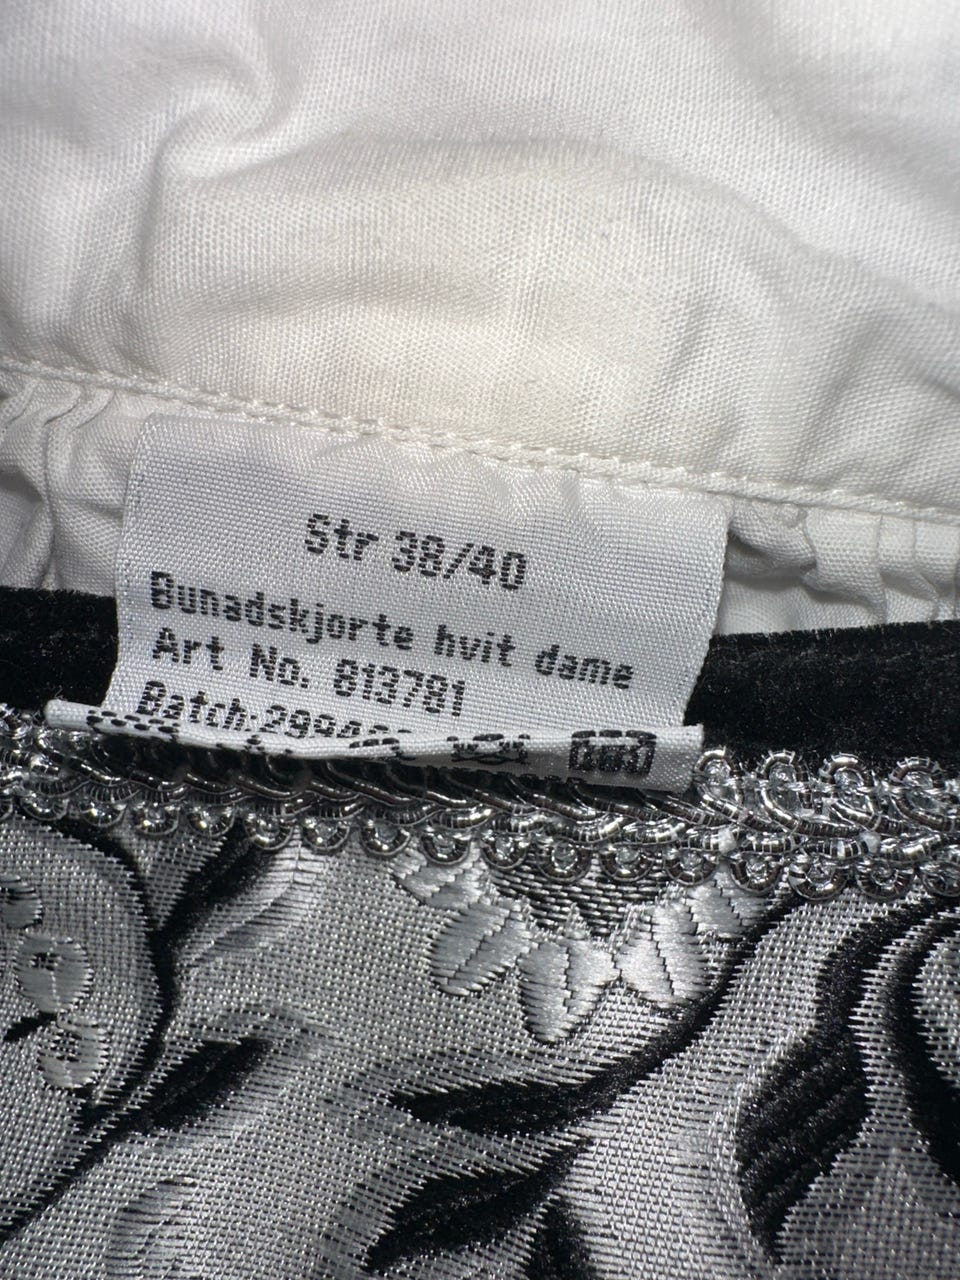 Str 38/40
Bunadskjorte hvit dame
Art No. 813781